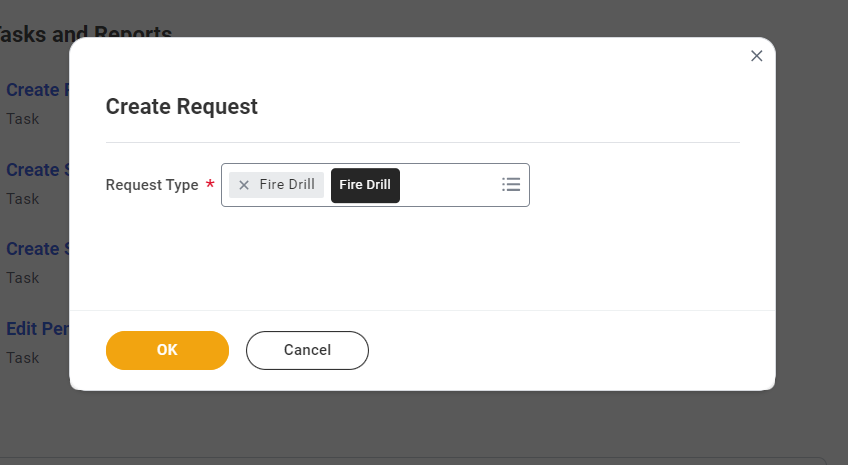 Tasks and Reports
Create Request
Create
Task
Request Type * Fire Drill Fire Drill
Create
Task
Create
Task
Edit
Task
OK Cancel